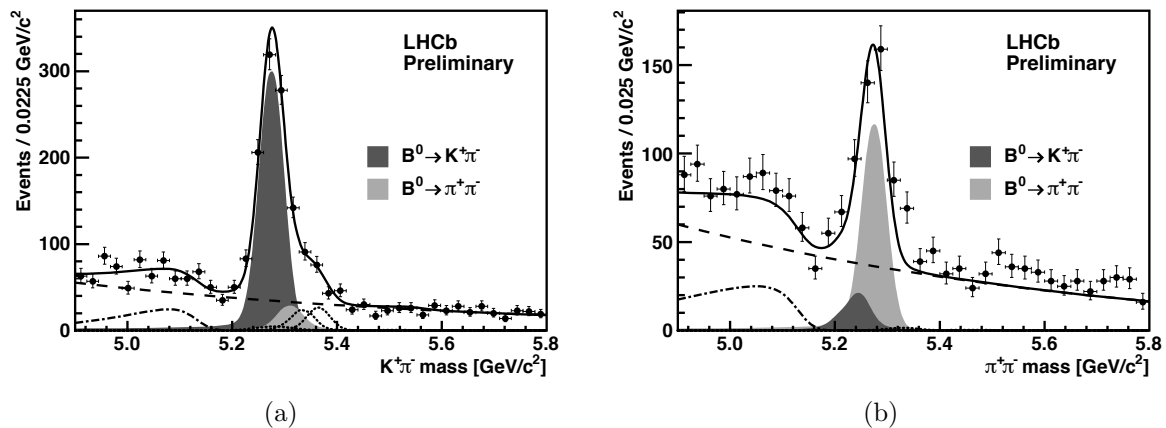 Events / 0.0225 GeV/c²
300
200
100
0
LHCb
Preliminary
B⁰→K⁺π⁻
B⁰→π⁺π⁻
5.0 5.2 5.4 5.6 5.8
K⁺π⁻ mass [GeV/c²]
(a)
Events / 0.025 GeV/c²
150
100
50
0
LHCb
Preliminary
B⁰→K⁺π⁻
B⁰→π⁺π⁻
5.0 5.2 5.4 5.6 5.8
π⁺π⁻ mass [GeV/c²]
(b)